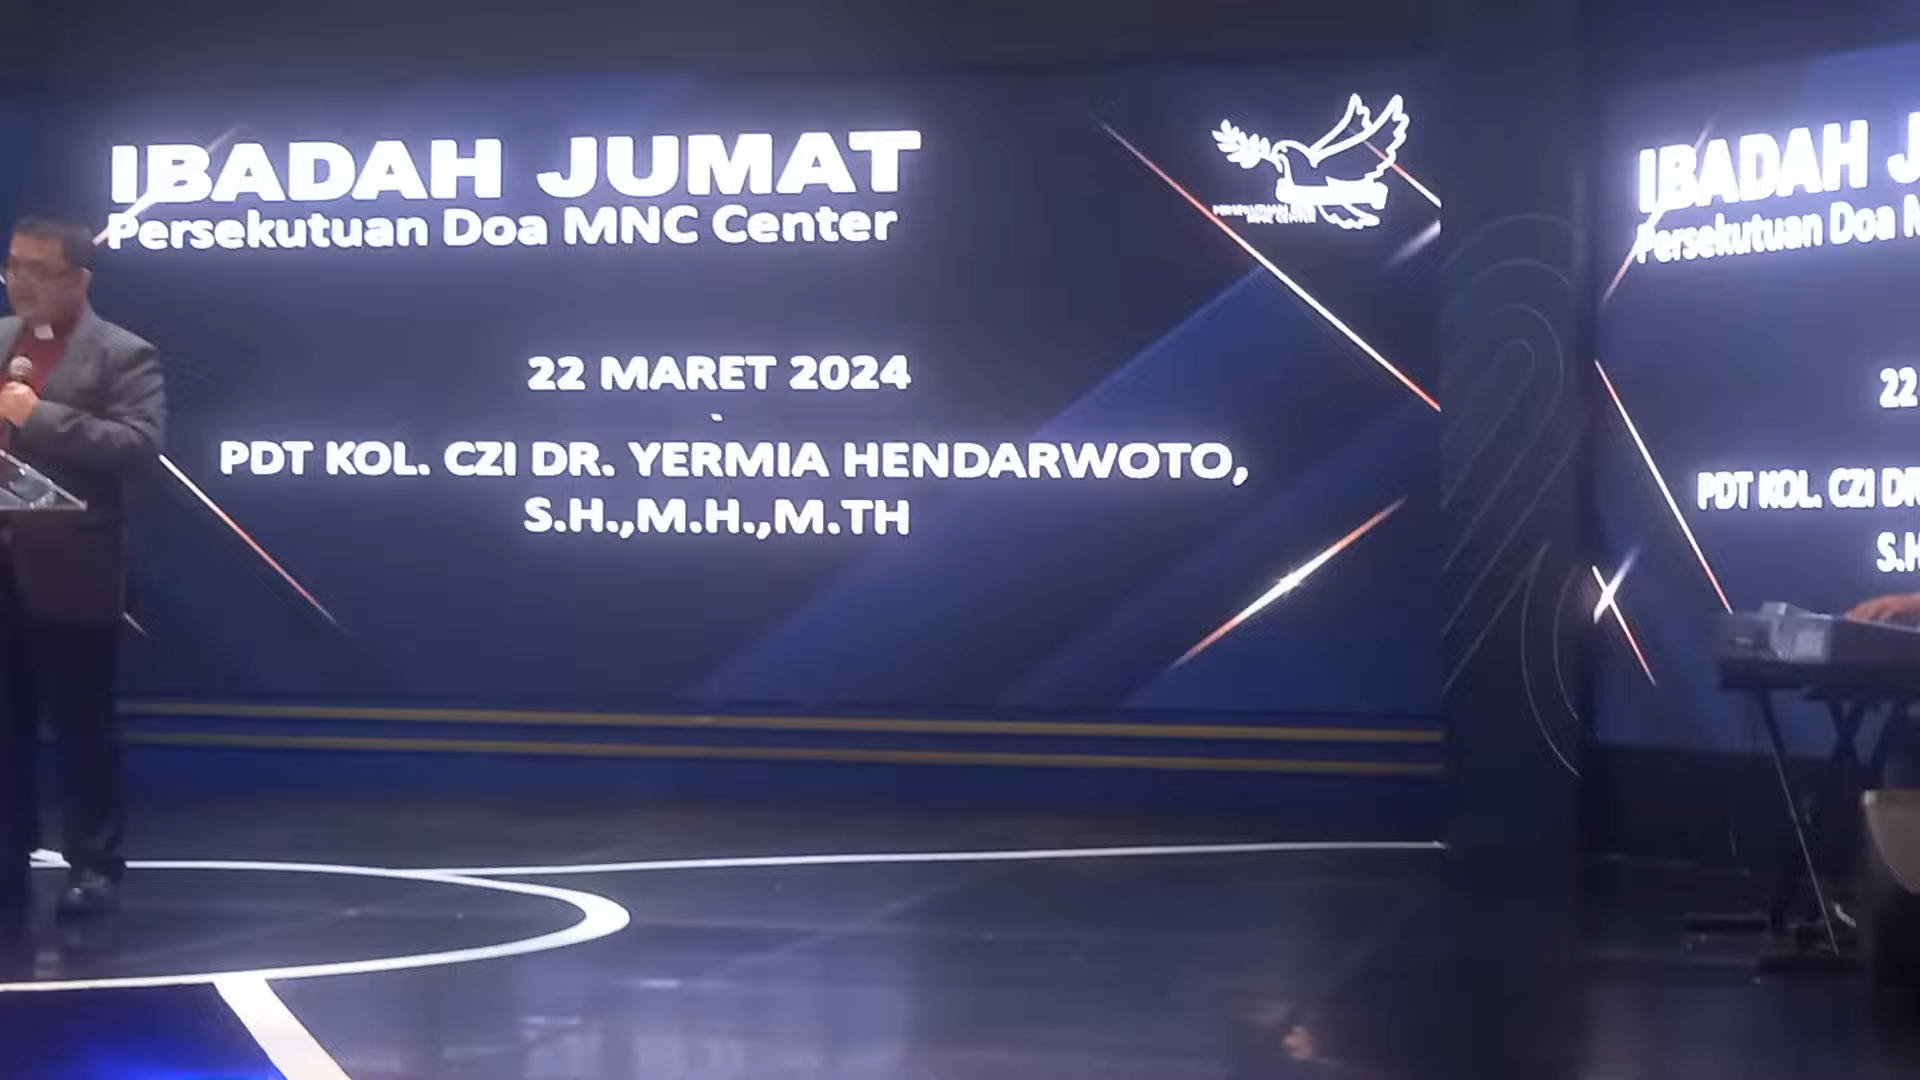 IBADAH JUMAT
Persekutuan Doa MNC Center
22 MARET 2024
PDT KOL. CZI DR. YERMIA HENDARWOTO,
S.H.,M.H.,M.TH
IBADAH J
Persekutuan Doa
22
PDT KOL. CZI DR
S.H